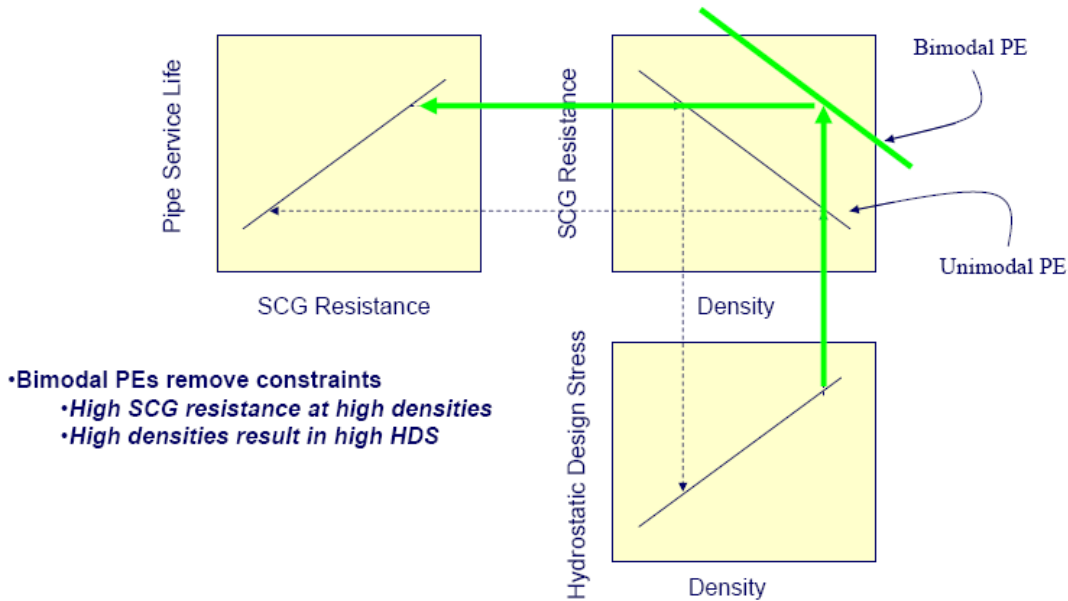 Pipe Service Life
SCG Resistance
SCG Resistance
Density
Bimodal PE
Unimodal PE
•Bimodal PEs remove constraints
•High SCG resistance at high densities
•High densities result in high HDS
Hydrostatic Design Stress
Density